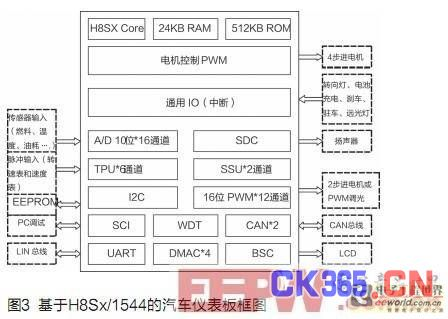 H8SX Core
24KB RAM
512KB ROM
电机控制PWM
4步进电机
通用IO（中断）
转向灯、电池
充电、刹车、
驻车、远光灯
传感器输入
（燃料、温
度、油耗…）
A/D 10位*16通道
SDC
扬声器
脉冲输入（转
速表和速度
表）
TPU*6通道
SSU*2通道
EEPROM
I2C
16位 PWM*12通道
2步进电机或
PWM调光
PC调试
SCI
WDT
CAN*2
CAN总线
LIN 总线
UART
DMAC*4
BSC
LCD
CK365.CN
eeworld.com.cn
图3 基于H8Sx/1544的汽车仪表板框图